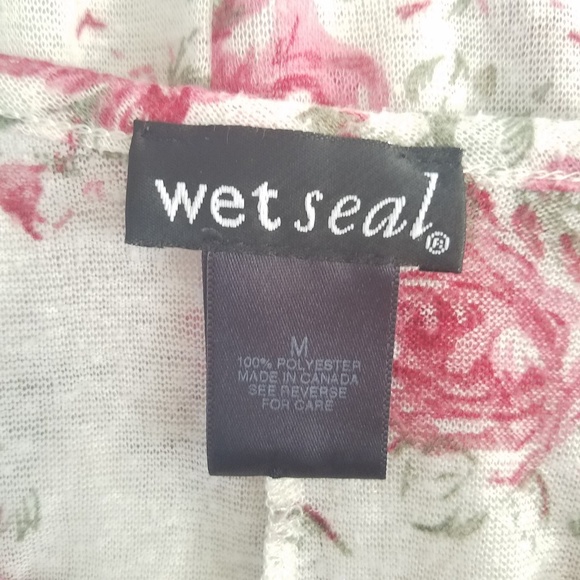 wet seal®
M
100% POLYESTER
MADE IN CANADA
SEE REVERSE
FOR CARE